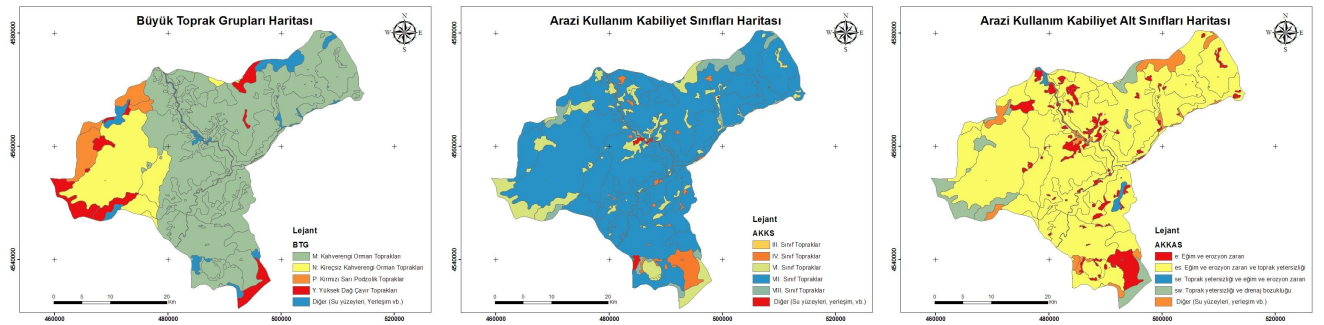 Büyük Toprak Grupları Haritası
N
W
E
S
4580000
4560000
4540000
Lejant
BTG
M: Kahverengi Orman Toprakları
N: Kireçsiz Kahverengi Orman Toprakları
P: Kırmızı Sarı Podzolik Topraklar
Y: Yüksek Dağ Çayır Toprakları
Diğer (Su yüzeyleri, Yerleşim vb.)
0 5 10 20
Km
460000 480000 500000 520000
Arazi Kullanım Kabiliyet Sınıfları Haritası
N
W
E
S
4580000
4560000
4540000
Lejant
AKKS
III. Sınıf Topraklar
IV. Sınıf Topraklar
VI. Sınıf Topraklar
VII. Sınıf Topraklar
VIII. Sınıf Topraklar
Diğer (Su yüzeyleri, yerleşim, vb.)
0 5 10 20
Km
460000 480000 500000 520000
Arazi Kullanım Kabiliyet Alt Sınıfları Haritası
N
W
E
S
4580000
4560000
4540000
Lejant
AKKAS
e: Eğim ve erozyon zararı
es: Eğim ve erozyon zararı ve toprak yetersizliği
se: Toprak yetersizliği ve eğim ve erozyon zararı
sw: Toprak yetersizliği ve drenaj bozukluğu
Diğer (Su yüzeyleri, yerleşim, vb.)
0 5 10 20
Km
460000 480000 500000 520000